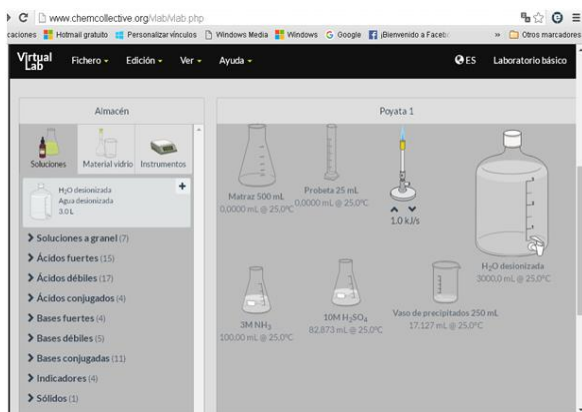 www.chemcollective.org/vlab/vlab.php
caciones Hotmail gratuito Personalizar vínculos Windows Media Windows Google ¡Bienvenido a Facebo » Otros marcadores
Virtual Lab Fichero Edición Ver Ayuda ES Laboratorio básico
Almacén
Soluciones Material vidrio Instrumentos
H₂O desionizada
Agua desionizada
3.0 L
Soluciones a granel (7)
Ácidos fuertes (15)
Ácidos débiles (17)
Ácidos conjugados (4)
Bases fuertes (4)
Bases débiles (5)
Bases conjugadas (11)
Indicadores (4)
Sólidos (1)
Poyata 1
Matraz 500 mL
0,0000 mL @ 25,0°C
Probeta 25 mL
0,0000 mL @ 25,0°C
1.0 kJ/s
H₂O desionizada
3000,0 mL @ 25,0°C
3M NH₃
100,00 mL @ 25,0°C
10M H₂SO₄
82,873 mL @ 25,0°C
Vaso de precipitados 250 mL
17,127 mL @ 25,0°C